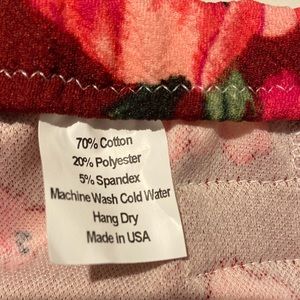 70% Cotton
20% Polyester
5% Spandex
Machine Wash Cold Water
Hang Dry
Made in USA